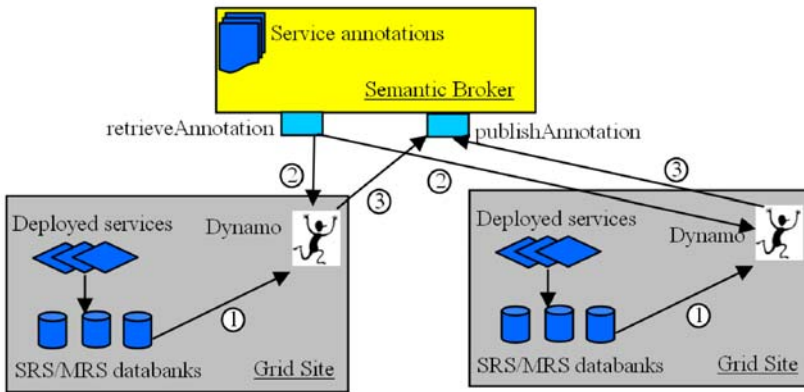 Service annotations
Semantic Broker
retrieveAnnotation
publishAnnotation
2
3
2
3
Deployed services
Dynamo
1
SRS/MRS databanks
Grid Site
Deployed services
Dynamo
1
SRS/MRS databanks
Grid Site